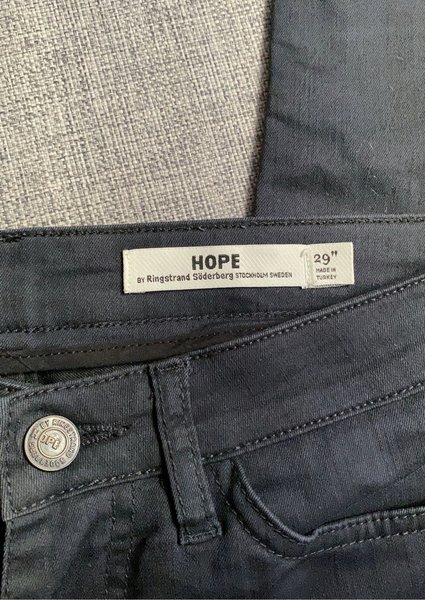 HOPE
BY Ringstrand Söderberg STOCKHOLM SWEDEN
29"
MADE IN
TURKEY